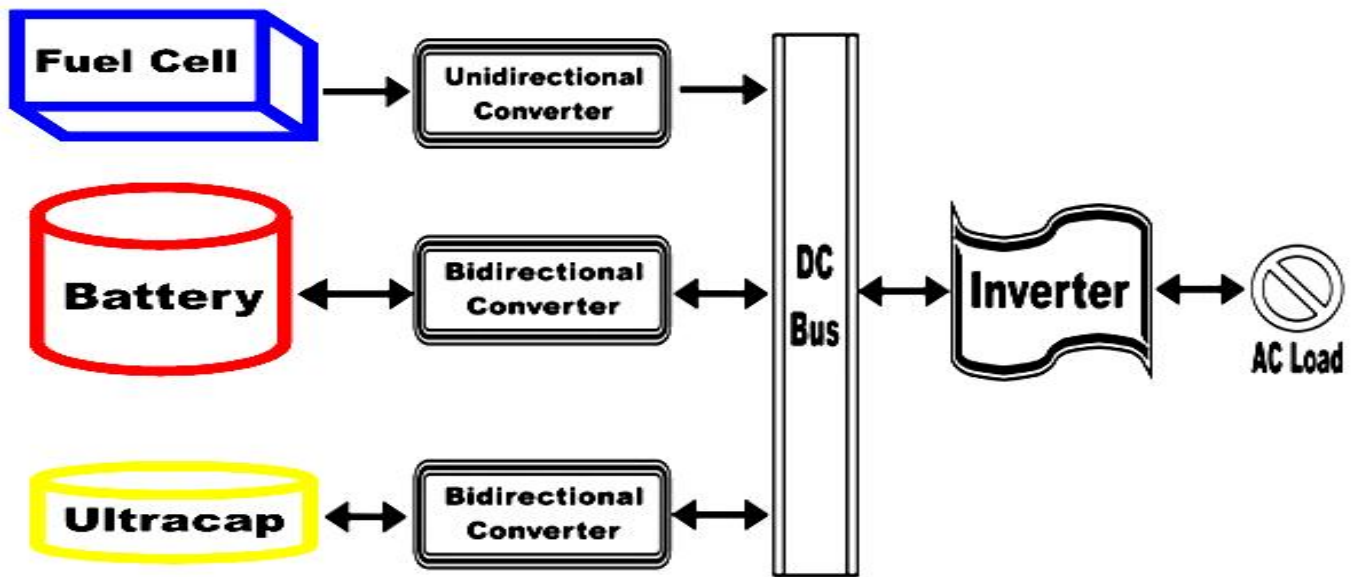 Fuel Cell
Unidirectional
Converter
Battery
Bidirectional
Converter
DC
Bus
Inverter
AC Load
Ultracap
Bidirectional
Converter